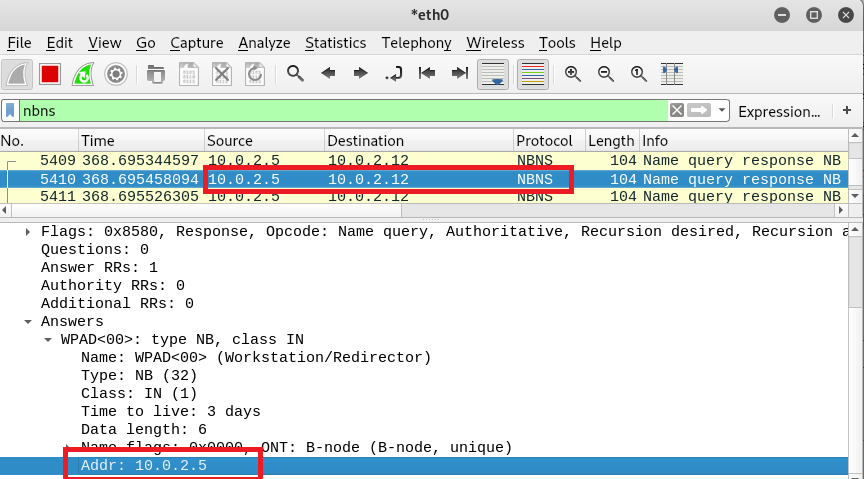 *eth0
File Edit View Go Capture Analyze Statistics Telephony Wireless Tools Help
nbns Expression... +
No. Time Source Destination Protocol Length Info
5409 368.695344597 10.0.2.5 10.0.2.12 NBNS 104 Name query response NB
5410 368.695458094 10.0.2.5 10.0.2.12 NBNS 104 Name query response NB
5411 368.695526305 10.0.2.5 10.0.2.12 NBNS 104 Name query response NB
Flags: 0x8580, Response, Opcode: Name query, Authoritative, Recursion desired, Recursion a
Questions: 0
Answer RRs: 1
Authority RRs: 0
Additional RRs: 0
Answers
WPAD<00>: type NB, class IN
Name: WPAD<00> (Workstation/Redirector)
Type: NB (32)
Class: IN (1)
Time to live: 3 days
Data length: 6
Name flags: 0x0000, ONT: B-node (B-node, unique)
Addr: 10.0.2.5